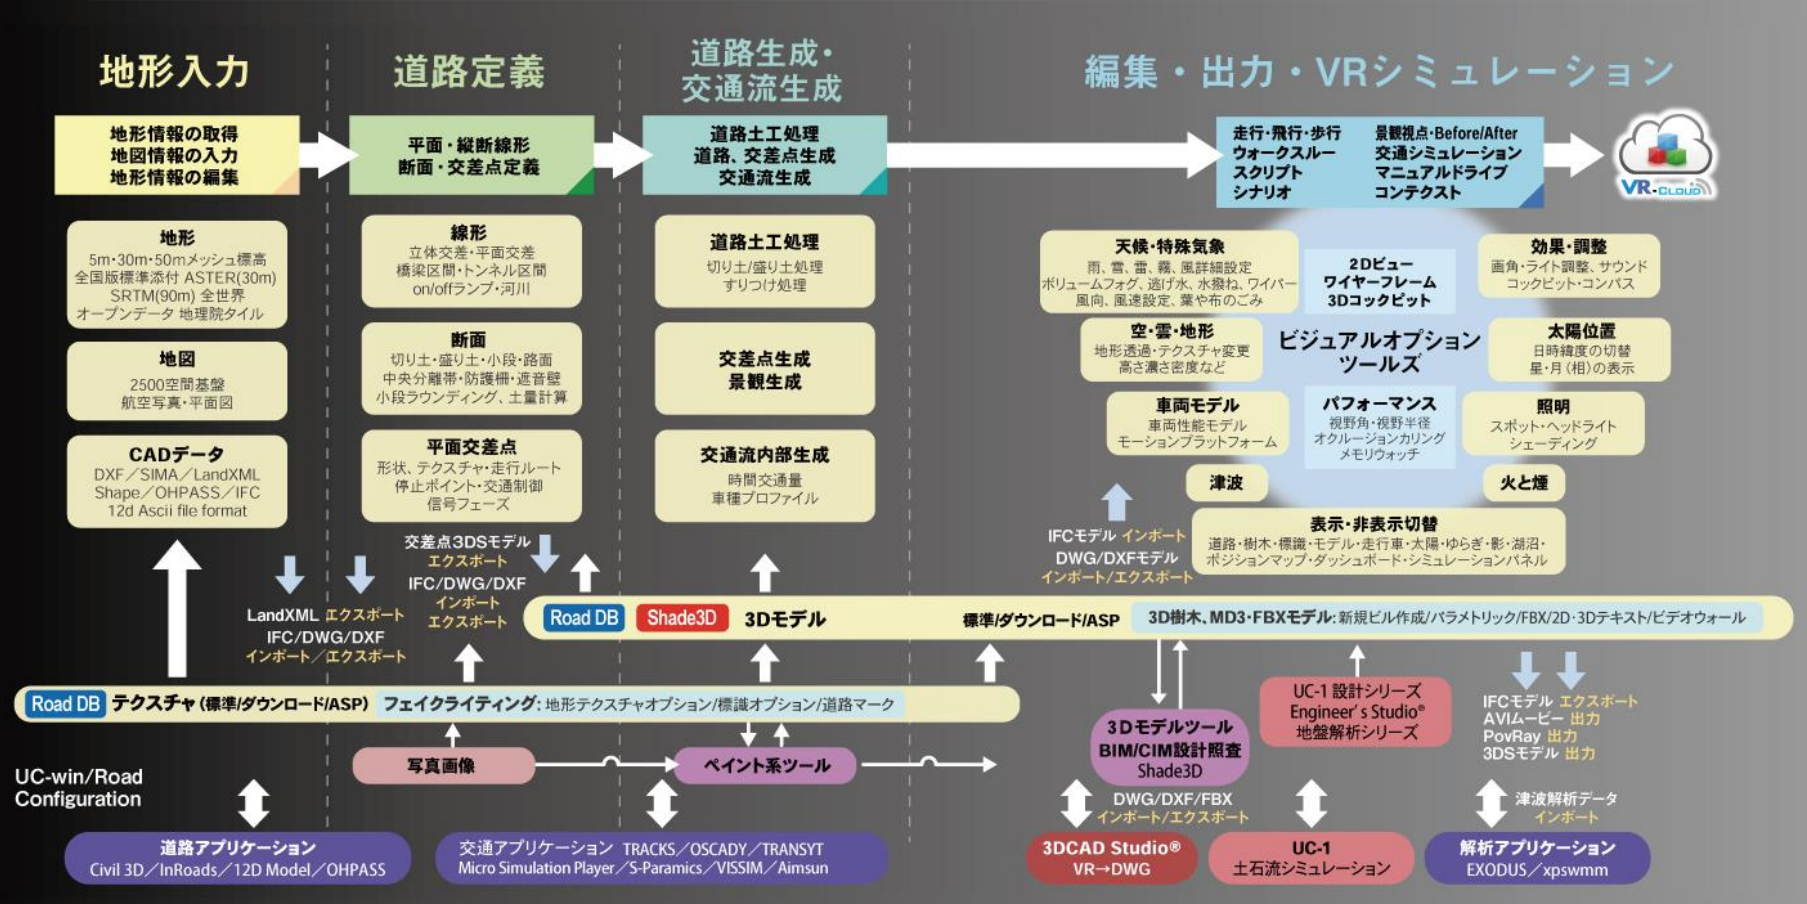 地形入力
道路定義
道路生成・
交通流生成
編集・出力・VRシミュレーション
地形情報の取得
地図情報の入力
地形情報の編集
平面・縦断線形
断面・交差点定義
道路土工処理
道路、交差点生成
交通流生成
走行・飛行・歩行
ウォークスルー
スクリプト
シナリオ
景観視点・Before/After
交通シミュレーション
マニュアルドライブ
コンテクスト
VR-CLOUD
地形
5m・30m・50mメッシュ標高
全国版標準添付 ASTER(30m)
SRTM(90m) 全世界
オープンデータ 地理院タイル
地図
2500空間基盤
航空写真・平面図
CADデータ
DXF／SIMA／LandXML
Shape／OHPASS／IFC
12d Ascii file format
線形
立体交差・平面交差
橋梁区間・トンネル区間
on/offランプ・河川
断面
切り土・盛り土・小段・路面
中央分離帯・防護柵・遮音壁
小段ラウンディング、土量計算
平面交差点
形状、テクスチャ・走行ルート
停止ポイント・交通制御
信号フェーズ
道路土工処理
切り土/盛り土処理
すりつけ処理
交差点生成
景観生成
交通流内部生成
時間交通量
車種プロファイル
天候・特殊気象
雨、雪、雷、霧、風詳細設定
ボリュームフォグ、逃げ水、水撥ね、ワイパー
風向、風速設定、葉や布のごみ
空・雲・地形
地形透過・テクスチャ変更
高さ濃さ密度など
車両モデル
車両性能モデル
モーションプラットフォーム
津波
2Dビュー
ワイヤーフレーム
3Dコックピット
ビジュアルオプション
ツールズ
パフォーマンス
視野角・視野半径
オクルージョンカリング
メモリウォッチ
効果・調整
画角・ライト調整、サウンド
コックピット・コンパス
太陽位置
日時緯度の切替
星・月（相）の表示
照明
スポット・ヘッドライト
シェーディング
火と煙
表示・非表示切替
道路・樹木・標識・モデル・走行車・太陽・ゆらぎ・影・湖沼・
ポジションマップ・ダッシュボード・シミュレーションパネル
IFCモデル インポート
DWG/DXFモデル
インポート/エクスポート
LandXML エクスポート
IFC/DWG/DXF
インポート／エクスポート
交差点3DSモデル
エクスポート
IFC/DWG/DXF
インポート
エクスポート
Road DB Shade3D 3Dモデル 標準/ダウンロード/ASP 3D樹木、MD3・FBXモデル：新規ビル作成/パラメトリック/FBX/2D・3Dテキスト/ビデオウォール
Road DB テクスチャ（標準/ダウンロード/ASP） フェイクライティング：地形テクスチャオプション/標識オプション/道路マーク
写真画像
ペイント系ツール
3Dモデルツール
BIM/CIM設計照査
Shade3D
UC-1 設計シリーズ
Engineer's Studio®
地盤解析シリーズ
IFCモデル エクスポート
AVIムービー 出力
PovRay 出力
3DSモデル 出力
UC-win/Road
Configuration
DWG/DXF/FBX
インポート/エクスポート
津波解析データ
インポート
道路アプリケーション
Civil 3D／InRoads／12D Model／OHPASS
交通アプリケーション TRACKS／OSCADY／TRANSYT
Micro Simulation Player／S-Paramics／VISSIM／Aimsun
3DCAD Studio®
VR→DWG
UC-1
土石流シミュレーション
解析アプリケーション
EXODUS／xpswmm